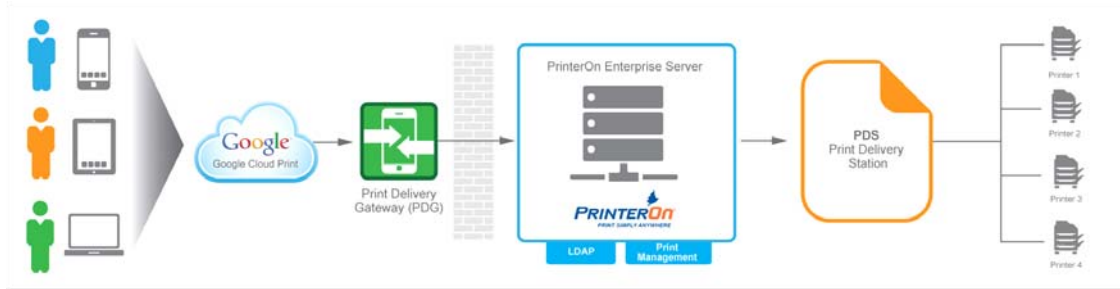 Google
Google Cloud Print
Print Delivery
Gateway (PDG)
PrinterOn Enterprise Server
PRINTERON
PRINT SIMPLY ANYWHERE
LDAP
Print
Management
PDS
Print Delivery
Station
Printer 1
Printer 2
Printer 3
Printer 4